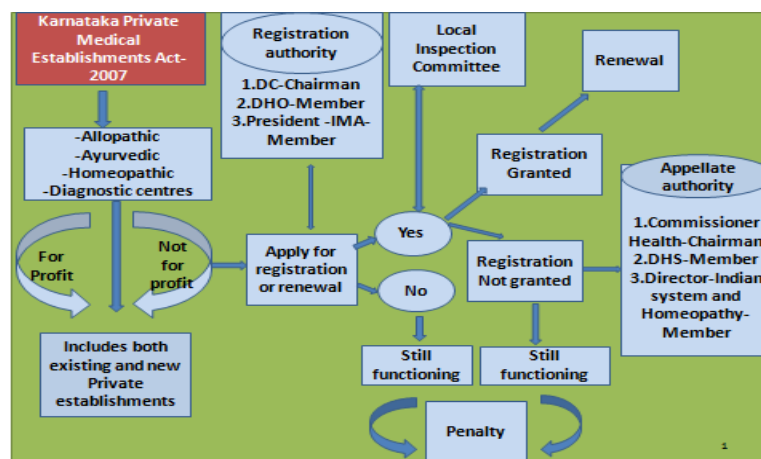 Karnataka Private
Medical
Establishments Act-
2007
-Allopathic
-Ayurvedic
-Homeopathic
-Diagnostic centres
For
Profit
Not
for
profit
Includes both
existing and new
Private
establishments
Registration
authority
1.DC-Chairman
2.DHO-Member
3.President -IMA-
Member
Apply for
registration
or renewal
Local
Inspection
Committee
Yes
No
Still
functioning
Renewal
Registration
Granted
Registration
Not granted
Still
functioning
Penalty
Appellate
authority
1.Commissioner
Health-Chairman
2.DHS-Member
3.Director-Indian
system and
Homeopathy-
Member
1